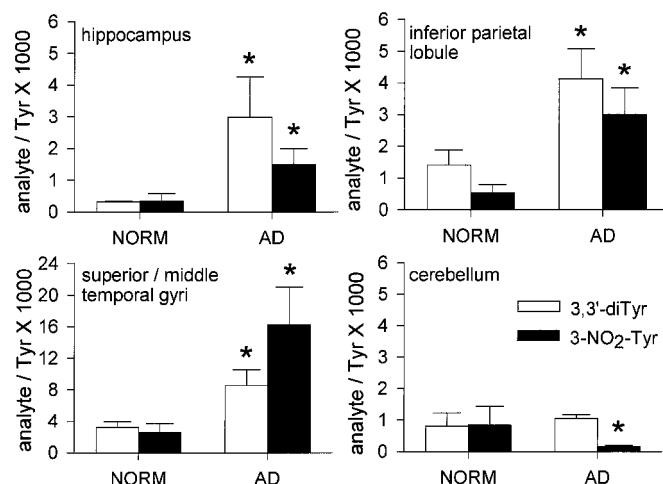 hippocampus
analyte / Tyr X 1000
6
5
4
3
2
1
0
*
*
NORM
AD
inferior parietal
lobule
analyte / Tyr X 1000
6
5
4
3
2
1
0
*
*
NORM
AD
superior / middle
temporal gyri
analyte / Tyr X 1000
24
20
16
12
8
4
0
*
*
NORM
AD
cerebellum
analyte / Tyr X 1000
6
5
4
3
2
1
0
3,3'-diTyr
3-NO2-Tyr
*
NORM
AD